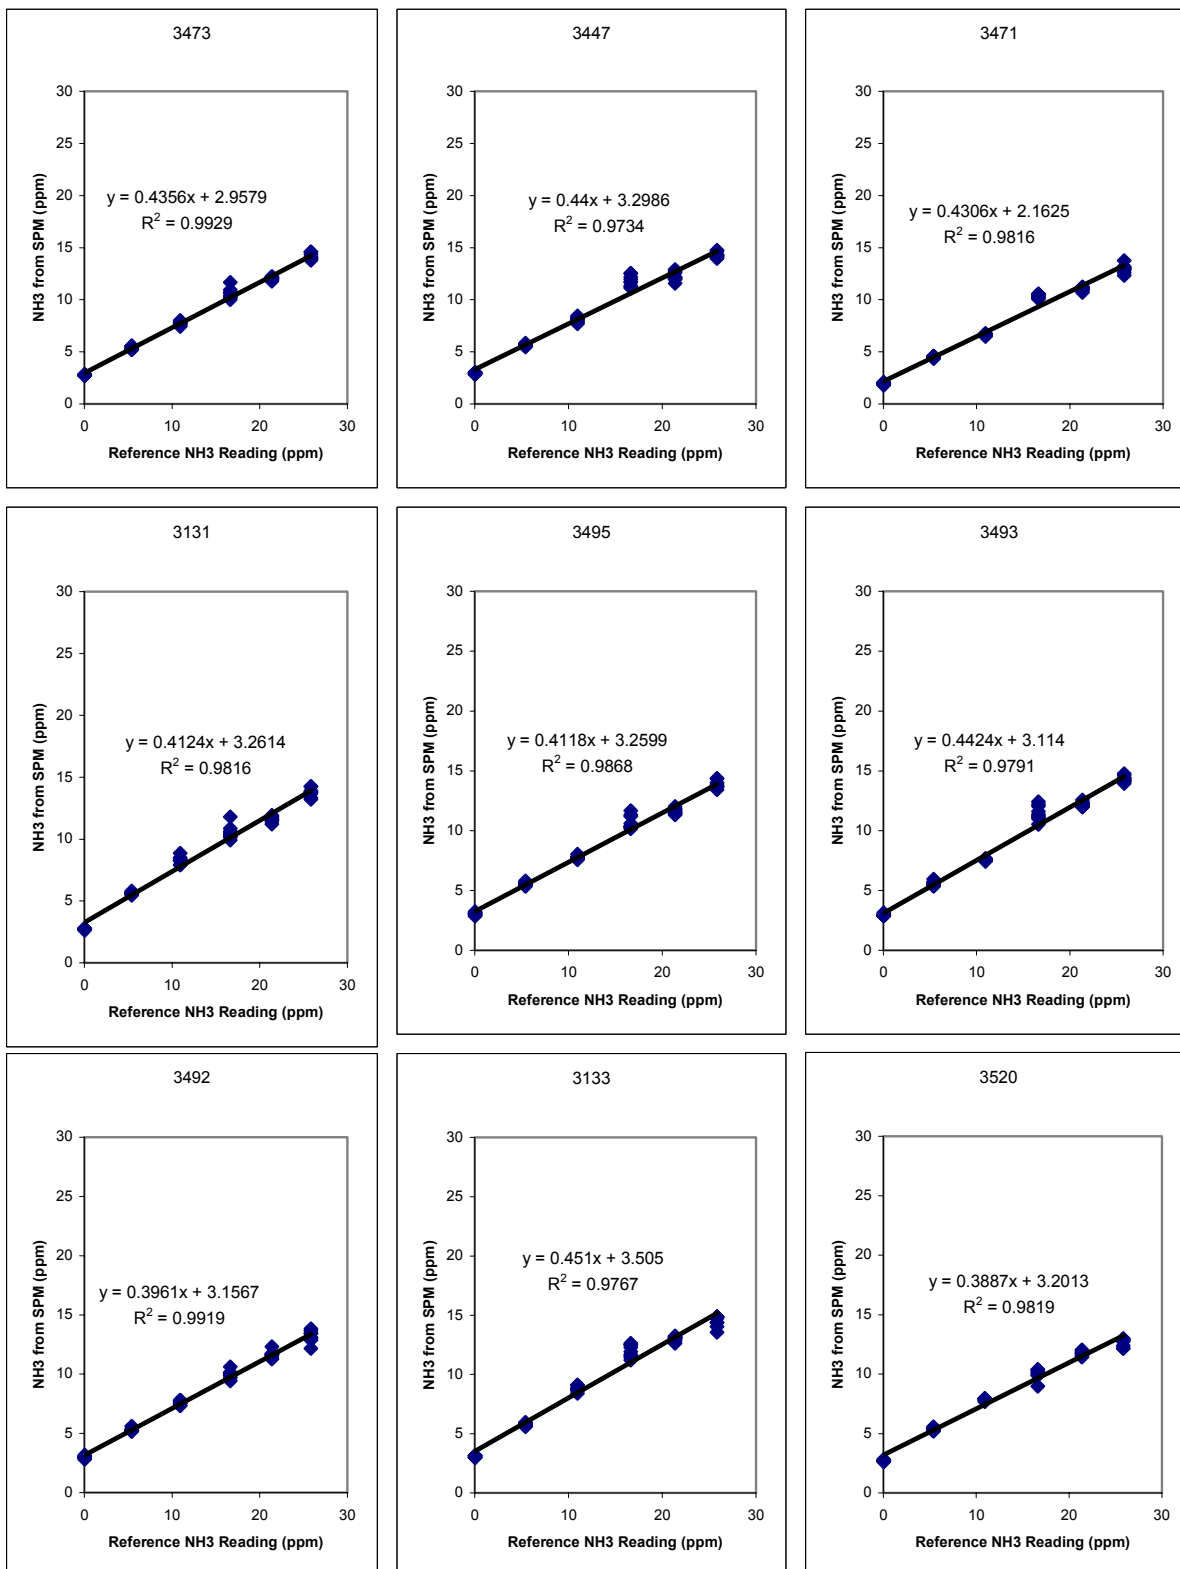 3473
30
25
20
15
10
5
0
NH3 from SPM (ppm)
y = 0.4356x + 2.9579
R² = 0.9929
0 10 20 30
Reference NH3 Reading (ppm)
3447
30
25
20
15
10
5
0
NH3 from SPM (ppm)
y = 0.44x + 3.2986
R² = 0.9734
0 10 20 30
Reference NH3 Reading (ppm)
3471
30
25
20
15
10
5
0
NH3 from SPM (ppm)
y = 0.4306x + 2.1625
R² = 0.9816
0 10 20 30
Reference NH3 Reading (ppm)
3131
30
25
20
15
10
5
0
NH3 from SPM (ppm)
y = 0.4124x + 3.2614
R² = 0.9816
0 10 20 30
Reference NH3 Reading (ppm)
3495
30
25
20
15
10
5
0
NH3 from SPM (ppm)
y = 0.4118x + 3.2599
R² = 0.9868
0 10 20 30
Reference NH3 Reading (ppm)
3493
30
25
20
15
10
5
0
NH3 from SPM (ppm)
y = 0.4424x + 3.114
R² = 0.9791
0 10 20 30
Reference NH3 Reading (ppm)
3492
30
25
20
15
10
5
0
NH3 from SPM (ppm)
y = 0.3961x + 3.1567
R² = 0.9919
0 10 20 30
Reference NH3 Reading (ppm)
3133
30
25
20
15
10
5
0
NH3 from SPM (ppm)
y = 0.451x + 3.505
R² = 0.9767
0 10 20 30
Reference NH3 Reading (ppm)
3520
30
25
20
15
10
5
0
NH3 from SPM (ppm)
y = 0.3887x + 3.2013
R² = 0.9819
0 10 20 30
Reference NH3 Reading (ppm)